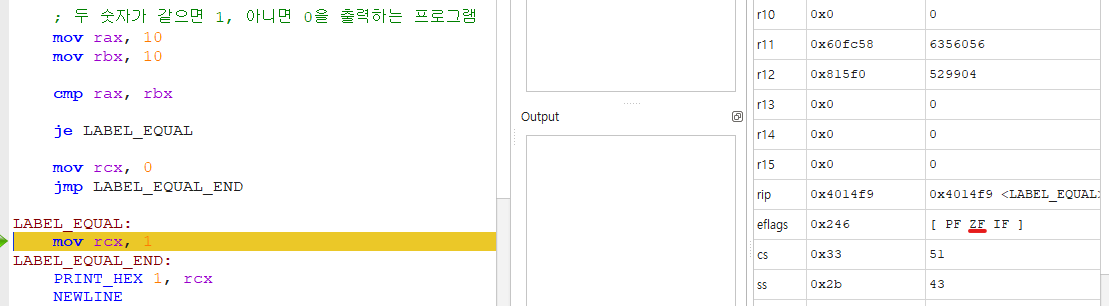 ; 두 숫자가 같으면 1, 아니면 0을 출력하는 프로그램
mov rax, 10
mov rbx, 10
cmp rax, rbx
je LABEL_EQUAL
mov rcx, 0
jmp LABEL_EQUAL_END
LABEL_EQUAL:
mov rcx, 1
LABEL_EQUAL_END:
PRINT_HEX 1, rcx
NEWLINE
Output
r10 0x0 0
r11 0x60fc58 6356056
r12 0x815f0 529904
r13 0x0 0
r14 0x0 0
r15 0x0 0
rip 0x4014f9 0x4014f9 <LABEL_EQUAL>
eflags 0x246 [ PF ZF IF ]
cs 0x33 51
ss 0x2b 43